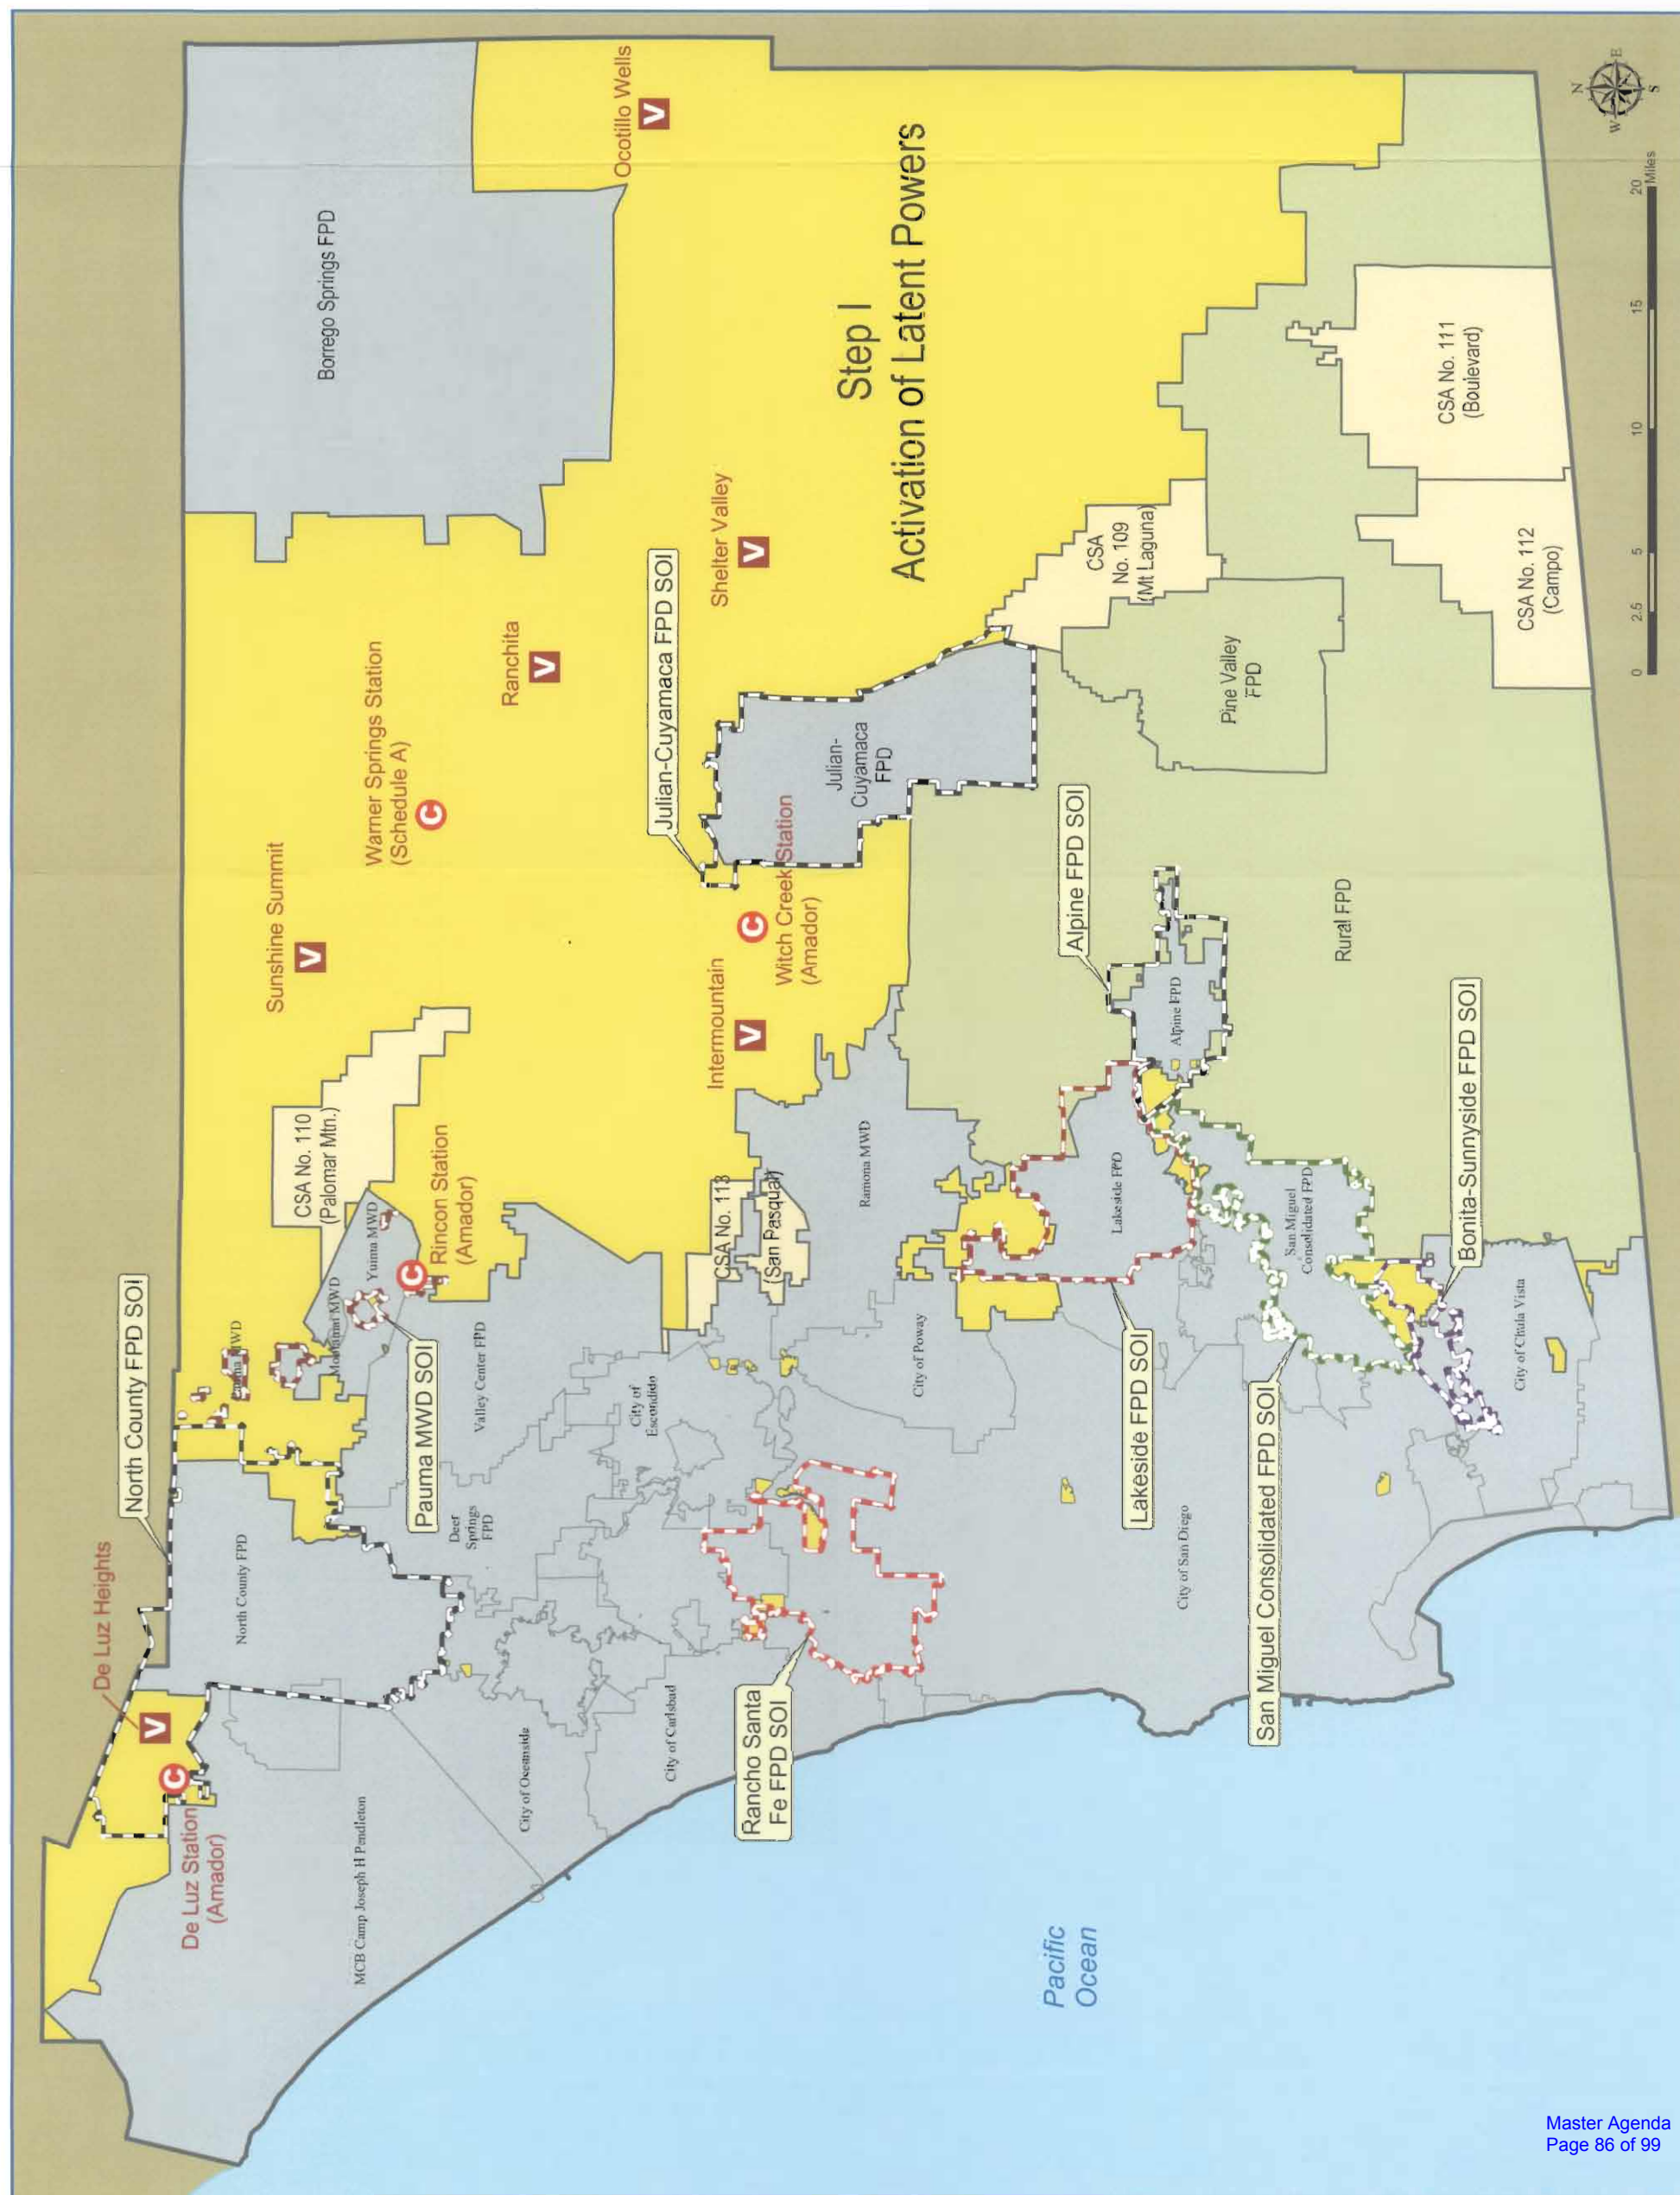 North County FPD SOI
De Luz Heights
De Luz Station
(Amador)
MCB Camp Joseph H Pendleton
North County FPD
Pauma MWD
Mootamai MWD
Yuima MWD
Pauma MWD SOI
CSA No. 110
(Palomar Mtn.)
Rincon Station
(Amador)
Sunshine Summit
V
Warner Springs Station
(Schedule A)
C
Ranchita
V
Borrego Springs FPD
Ocotillo Wells
V
Valley Center FPD
Deer
Springs
FPD
City of
Escondido
City of Oceanside
City of Carlsbad
Rancho Santa
Fe FPD SOI
CSA No. 113
(San Pasqual)
Intermountain
V
Witch Creek Station
(Amador)
C
Julian-Cuyamaca FPD SOI
Julian-
Cuyamaca
FPD
Shelter Valley
V
Step I
Activation of Latent Powers
Ramona MWD
City of Poway
Lakeside FPD
Lakeside FPD SOI
Alpine FPD SOI
Alpine FPD
CSA
No. 109
(Mt Laguna)
Pine Valley
FPD
Rural FPD
City of San Diego
San Miguel Consolidated FPD SOI
San Miguel
Consolidated FPD
Bonita-Sunnyside FPD SOI
City of Chula Vista
CSA No. 111
(Boulevard)
CSA No. 112
(Campo)
Pacific
Ocean
V
C
C
N
W
E
S
0 2.5 5 10 15 20
Miles
Master Agenda
Page 86 of 99